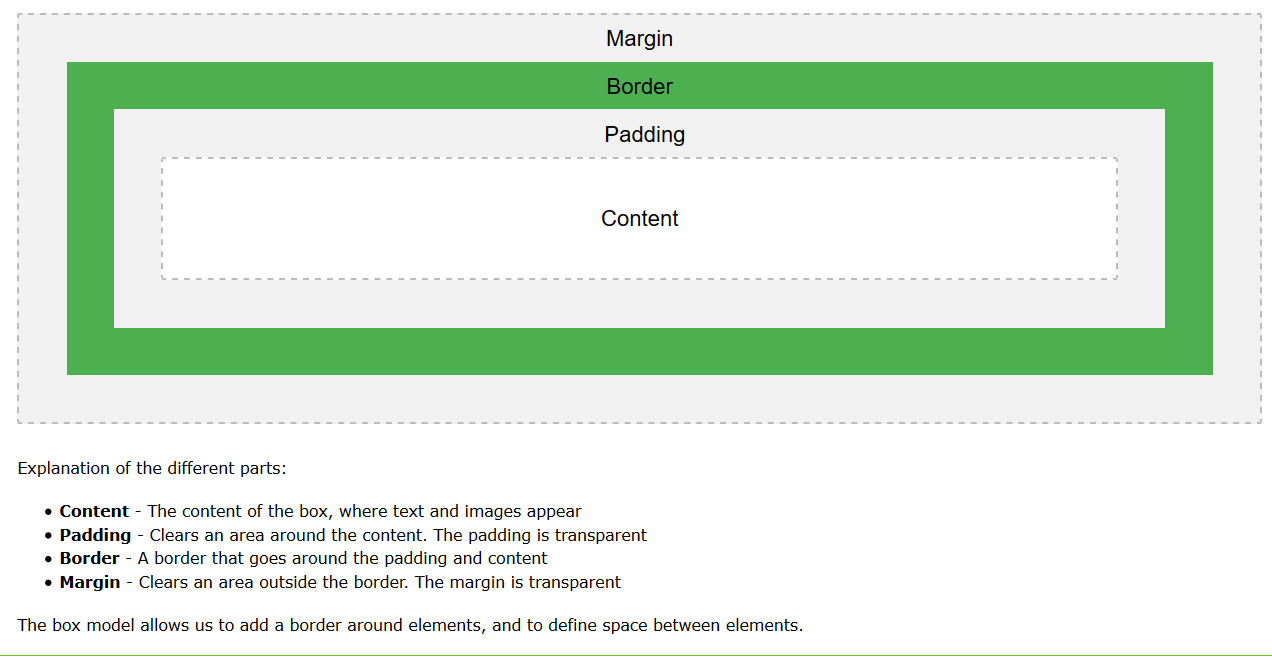 Margin
Border
Padding
Content
Explanation of the different parts:
• Content - The content of the box, where text and images appear
• Padding - Clears an area around the content. The padding is transparent
• Border - A border that goes around the padding and content
• Margin - Clears an area outside the border. The margin is transparent
The box model allows us to add a border around elements, and to define space between elements.